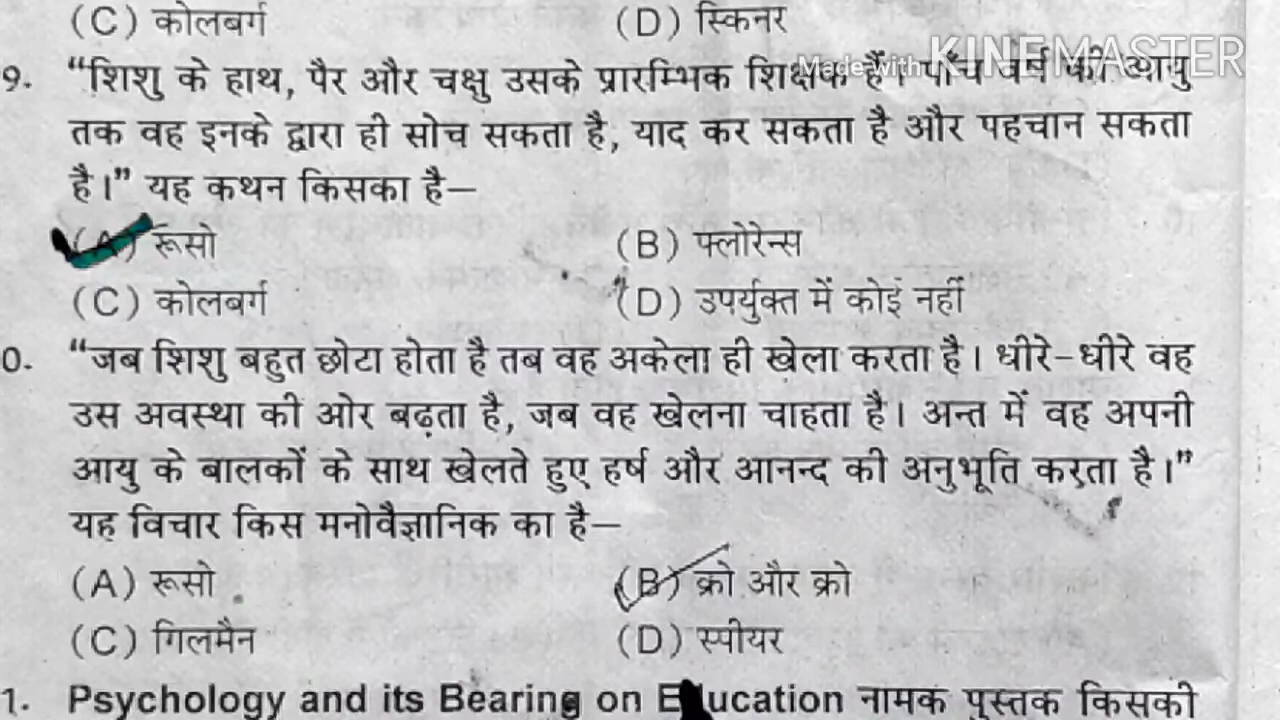 (C) कोलबर्ग (D) स्किनर
Made with KINEMASTER
9. “शिशु के हाथ, पैर और चक्षु उसके प्रारम्भिक शिक्षक हैं। पाँच वर्ष की आयु
तक वह इनके द्वारा ही सोच सकता है, याद कर सकता है और पहचान सकता
है।” यह कथन किसका है—
(A) रूसो (B) फ्लोरेन्स
(C) कोलबर्ग (D) उपर्युक्त में कोई नहीं
0. “जब शिशु बहुत छोटा होता है तब वह अकेला ही खेला करता है। धीरे-धीरे वह
उस अवस्था की ओर बढ़ता है, जब वह खेलना चाहता है। अन्त में वह अपनी
आयु के बालकों के साथ खेलते हुए हर्ष और आनन्द की अनुभूति करता है।”
यह विचार किस मनोवैज्ञानिक का है—
(A) रूसो (B) क्रो और क्रो
(C) गिलमैन (D) स्पीयर
1. Psychology and its Bearing on Education नामक पुस्तक किसकी